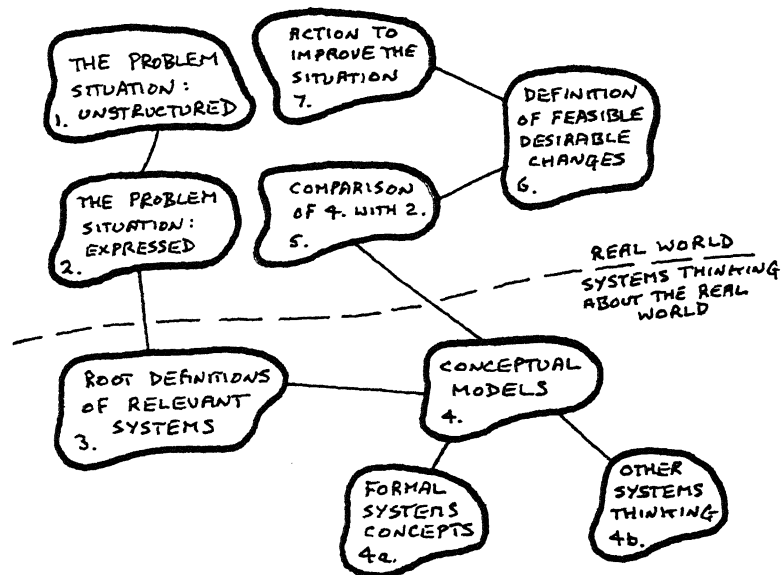 THE PROBLEM
SITUATION:
1. UNSTRUCTURED
THE PROBLEM
SITUATION:
2. EXPRESSED
ROOT DEFINITIONS
OF RELEVANT
3. SYSTEMS
CONCEPTUAL
MODELS
4.
FORMAL
SYSTEMS
CONCEPTS
4a.
OTHER
SYSTEMS
THINKING
4b.
COMPARISON
OF 4. WITH 2.
5.
DEFINITION
OF FEASIBLE
DESIRABLE
CHANGES
6.
ACTION TO
IMPROVE THE
SITUATION
7.
REAL WORLD
SYSTEMS THINKING
ABOUT THE REAL
WORLD